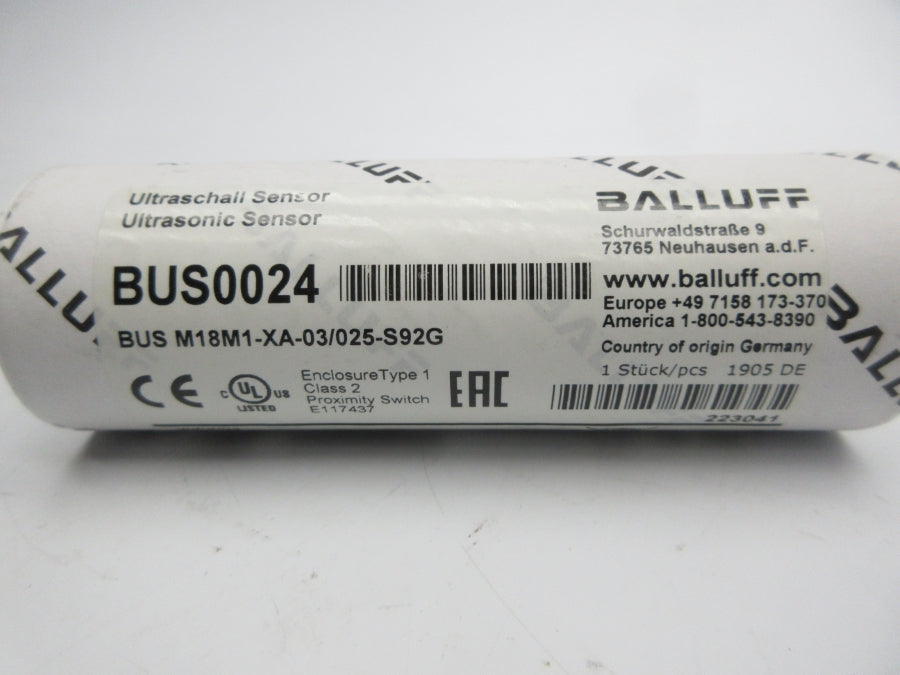 Ultraschall Sensor
Ultrasonic Sensor
BUS0024
BUS M18M1-XA-03/025-S92G
CE
c UL us
LISTED
EnclosureType 1
Class 2
Proximity Switch
E117437
EAC
BALLUFF
Schurwaldstraße 9
73765 Neuhausen a.d.F.
www.balluff.com
Europe +49 7158 173-370
America 1-800-543-8390
Country of origin Germany
1 Stück/pcs 1905 DE
223041